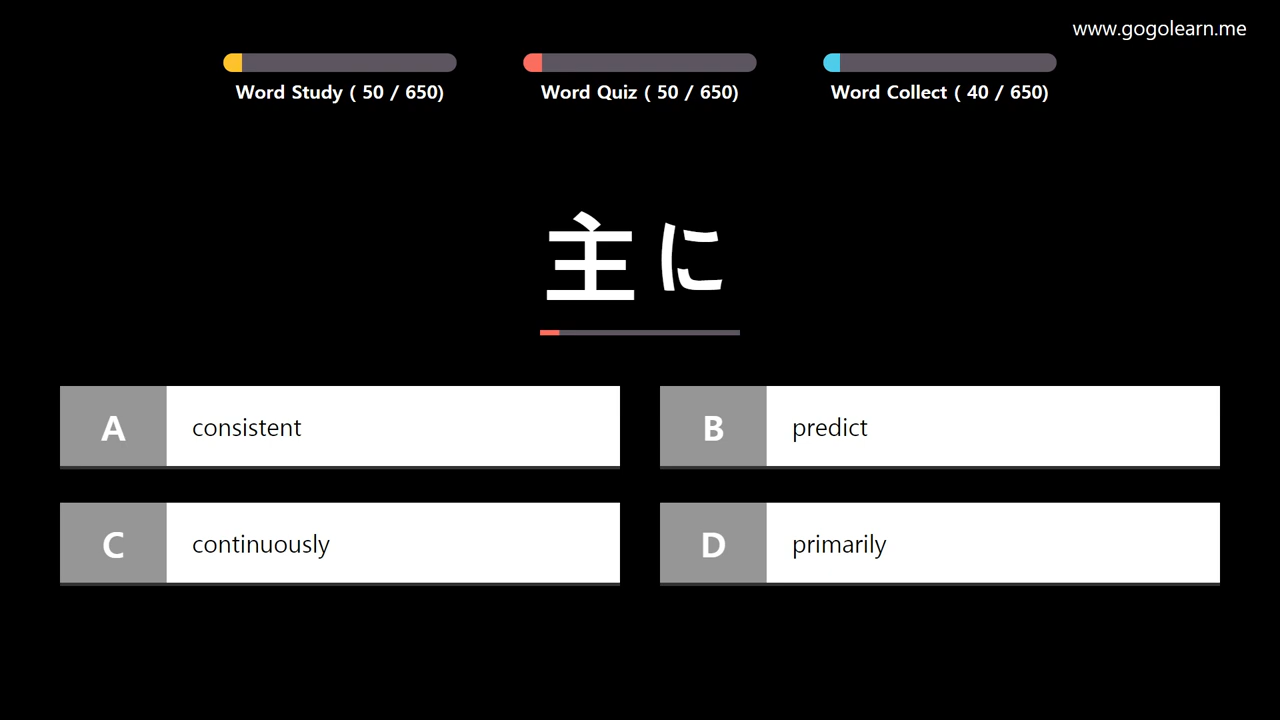 www.gogolearn.me
Word Study ( 50 / 650)
Word Quiz ( 50 / 650)
Word Collect ( 40 / 650)
主に
A consistent
B predict
C continuously
D primarily